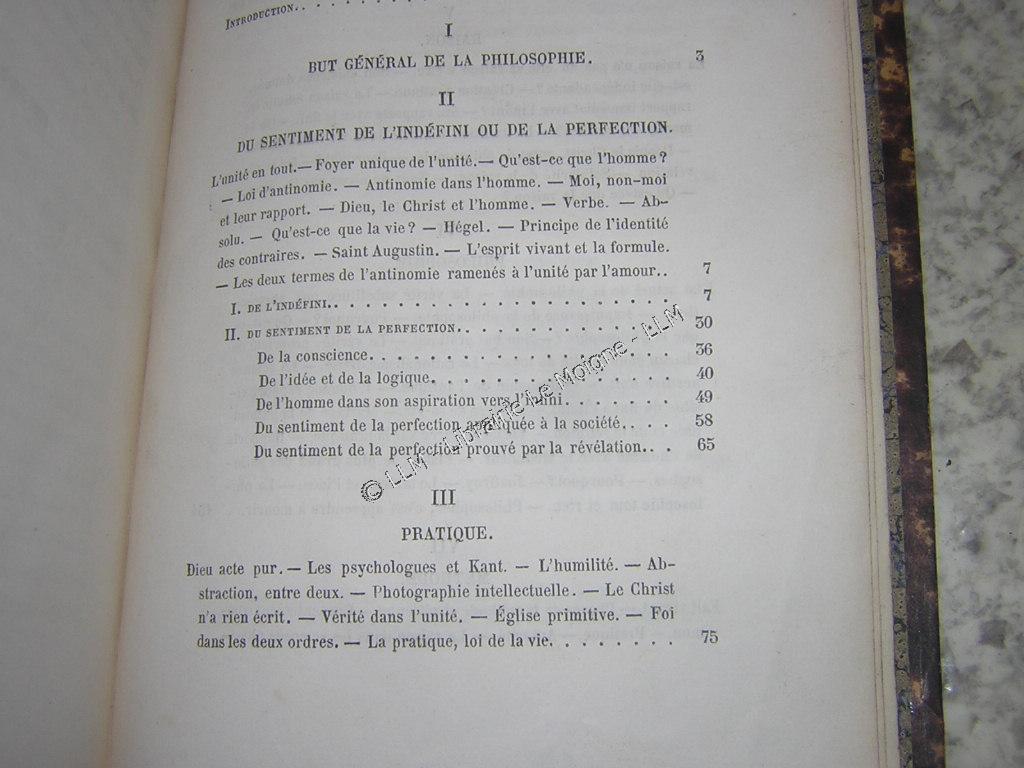 INTRODUCTION. . . . . . . . . .
I
BUT GÉNÉRAL DE LA PHILOSOPHIE. 3
II
DU SENTIMENT DE L'INDÉFINI OU DE LA PERFECTION.
L'unité en tout. — Foyer unique de l'unité. — Qu'est-ce que l'homme ?
— Loi d'antinomie. — Antinomie dans l'homme. — Moi, non-moi
et leur rapport. — Dieu, le Christ et l'homme. — Verbe. — Ab-
solu. — Qu'est-ce que la vie ? — Hégel. — Principe de l'identité
des contraires. — Saint Augustin. — L'esprit vivant et la formule.
— Les deux termes de l'antinomie ramenés à l'unité par l'amour. . 7
I. DE L'INDÉFINI. . . . . . . . . . . . . . . . . . . . . 7
II. DU SENTIMENT DE LA PERFECTION. . . . . . . . . . . . 30
De la conscience. . . . . . . . . . . . . . . . . . 36
De l'idée et de la logique. . . . . . . . . . . . . . 40
De l'homme dans son aspiration vers l'infini. . . . . . 49
Du sentiment de la perfection appliquée à la société. . . . 58
Du sentiment de la perfection prouvé par la révélation. . . 65
© LLM - Librairie Le Moigne - LLM
III
PRATIQUE.
Dieu acte pur. — Les psychologues et Kant. — L'humilité. — Ab-
straction, entre deux. — Photographie intellectuelle. — Le Christ
n'a rien écrit. — Vérité dans l'unité. — Église primitive. — Foi
dans les deux ordres. — La pratique, loi de la vie. . . . . . . . 75